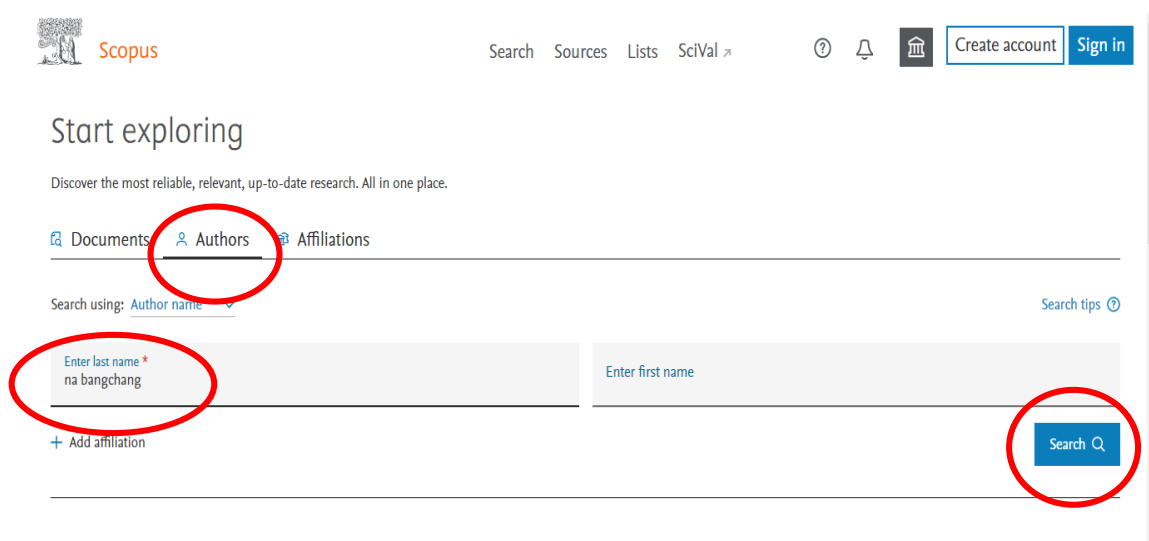 Scopus
Search Sources Lists SciVal ↗ Create account Sign in
Start exploring
Discover the most reliable, relevant, up-to-date research. All in one place.
Documents Authors Affiliations
Search using: Author name Search tips
Enter last name *
na bangchang
Enter first name
+ Add affiliation
Search